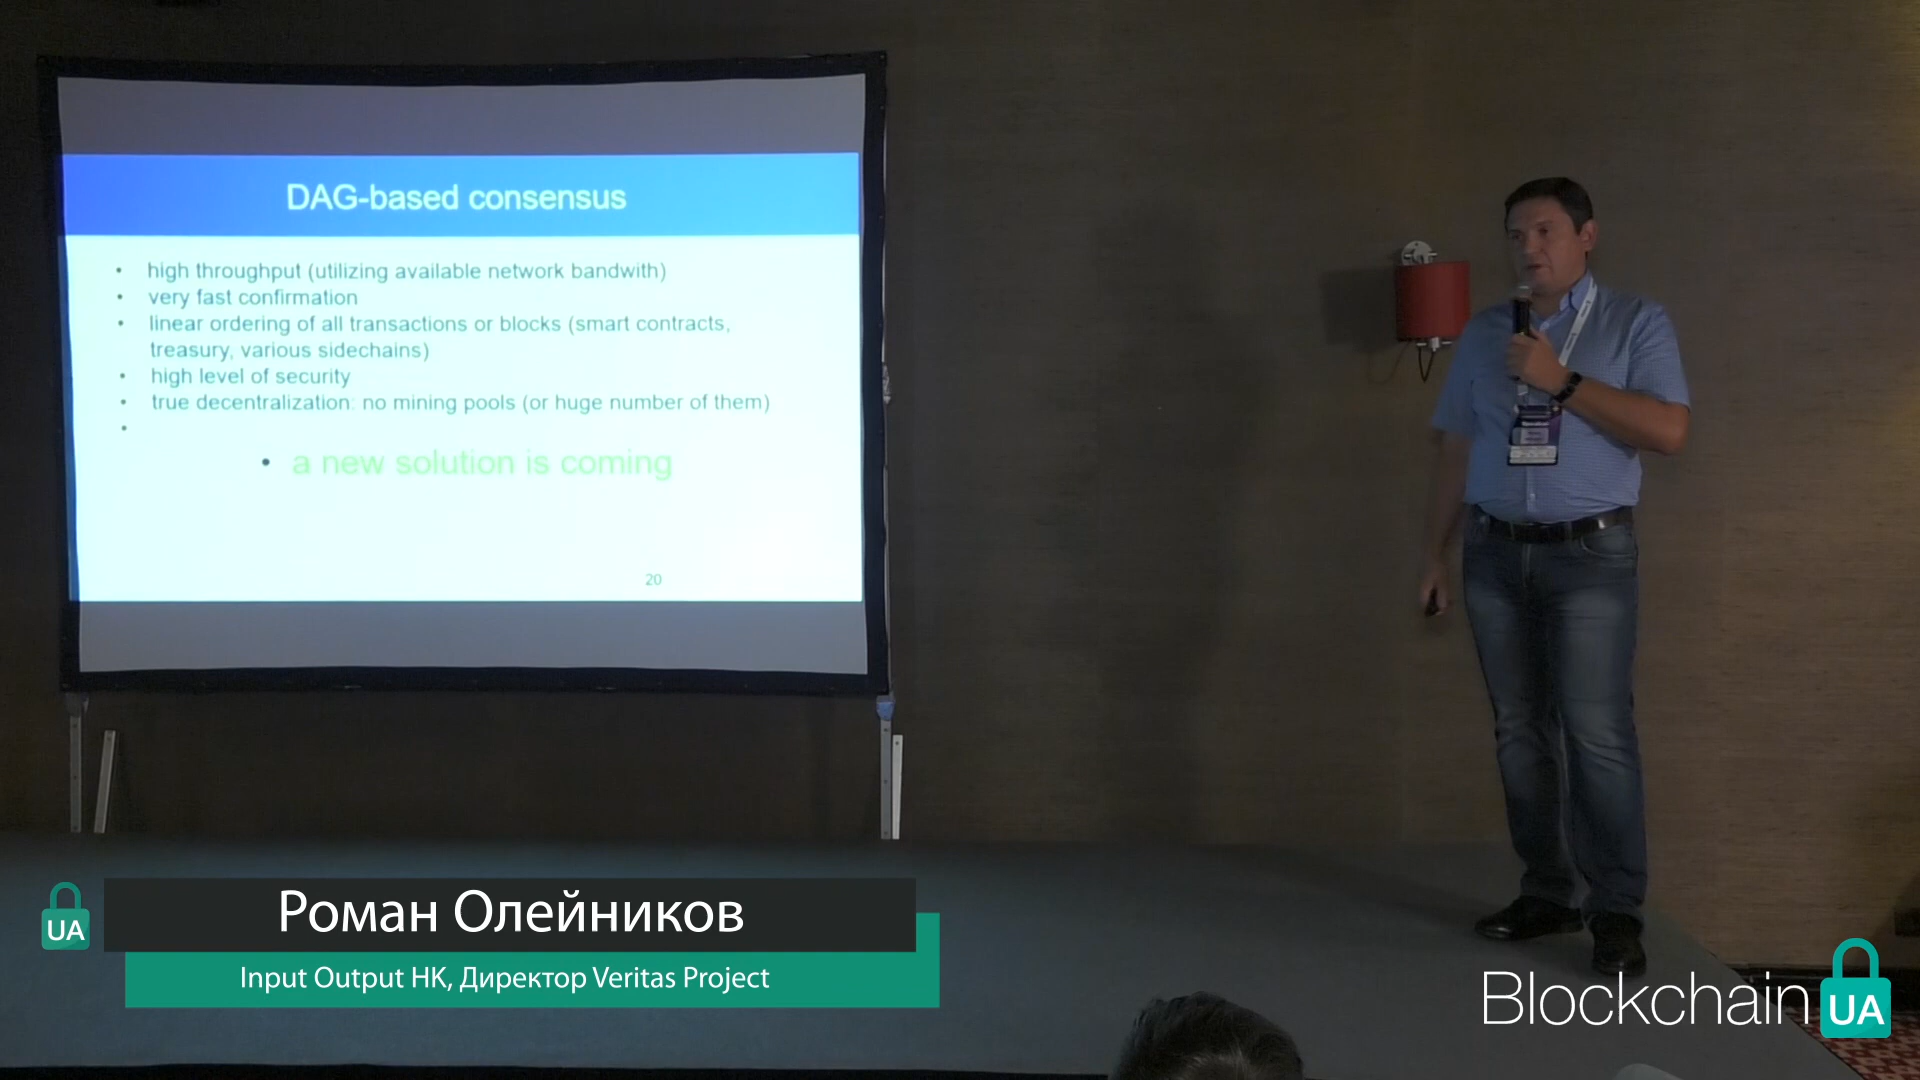 DAG-based consensus
• high throughput (utilizing available network bandwith)
• very fast confirmation
• linear ordering of all transactions or blocks (smart contracts,
treasury, various sidechains)
• high level of security
• true decentralization: no mining pools (or huge number of them)
•
• a new solution is coming
20
UA
Роман Олейников
Input Output HK, Директор Veritas Project
Blockchain UA